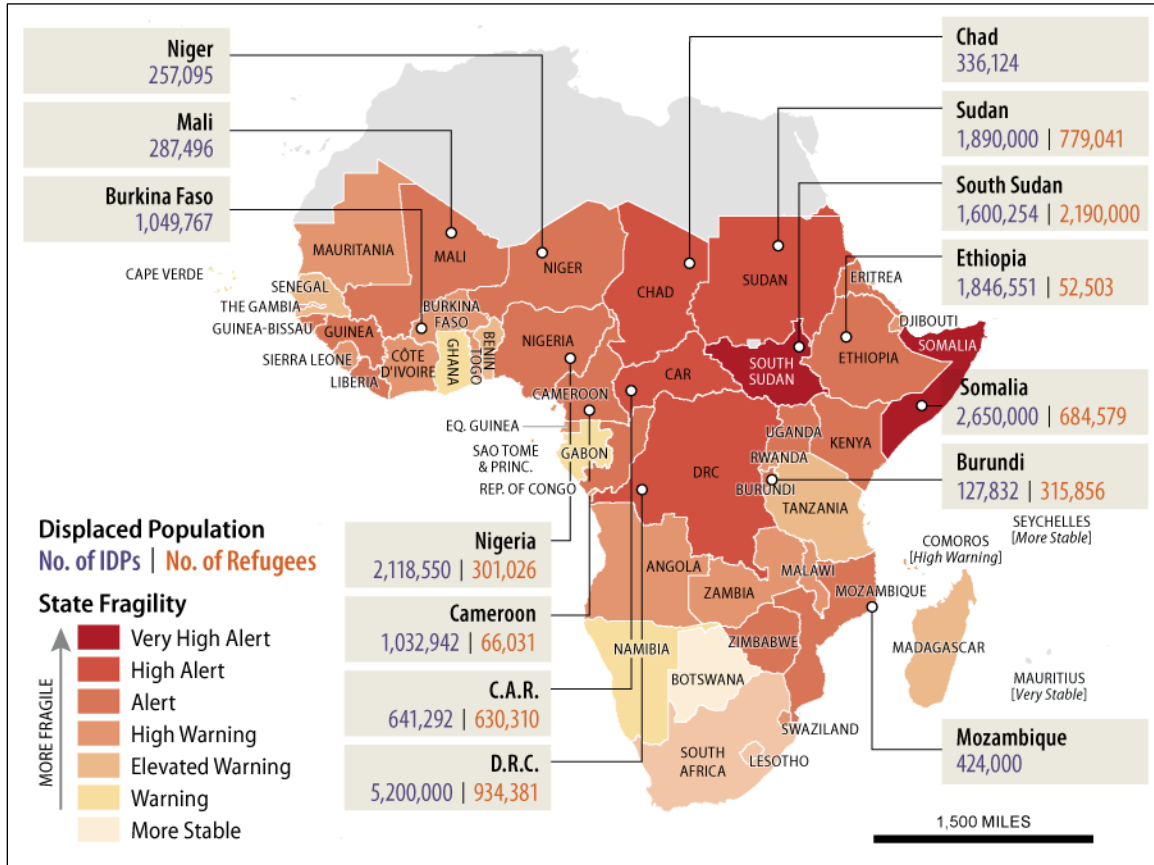 Niger
257,095
Mali
287,496
Burkina Faso
1,049,767
Chad
336,124
Sudan
1,890,000 | 779,041
South Sudan
1,600,254 | 2,190,000
Ethiopia
1,846,551 | 52,503
Somalia
2,650,000 | 684,579
Burundi
127,832 | 315,856
Mozambique
424,000
Nigeria
2,118,550 | 301,026
Cameroon
1,032,942 | 66,031
C.A.R.
641,292 | 630,310
D.R.C.
5,200,000 | 934,381
MAURITANIA
MALI
NIGER
CHAD
SUDAN
ERITREA
CAPE VERDE
SENEGAL
THE GAMBIA
GUINEA-BISSAU
GUINEA
SIERRA LEONE
LIBERIA
CÔTE
D'IVOIRE
BURKINA
FASO
GHANA
TOGO
BENIN
NIGERIA
CAMEROON
CAR
SOUTH
SUDAN
ETHIOPIA
DJIBOUTI
SOMALIA
EQ. GUINEA
SAO TOME
& PRINC.
GABON
REP. OF CONGO
DRC
UGANDA
KENYA
RWANDA
BURUNDI
TANZANIA
ANGOLA
ZAMBIA
MALAWI
MOZAMBIQUE
ZIMBABWE
NAMIBIA
BOTSWANA
SOUTH
AFRICA
SWAZILAND
LESOTHO
MADAGASCAR
SEYCHELLES
[More Stable]
COMOROS
[High Warning]
MAURITIUS
[Very Stable]
Displaced Population
No. of IDPs | No. of Refugees
State Fragility
MORE FRAGILE
Very High Alert
High Alert
Alert
High Warning
Elevated Warning
Warning
More Stable
1,500 MILES